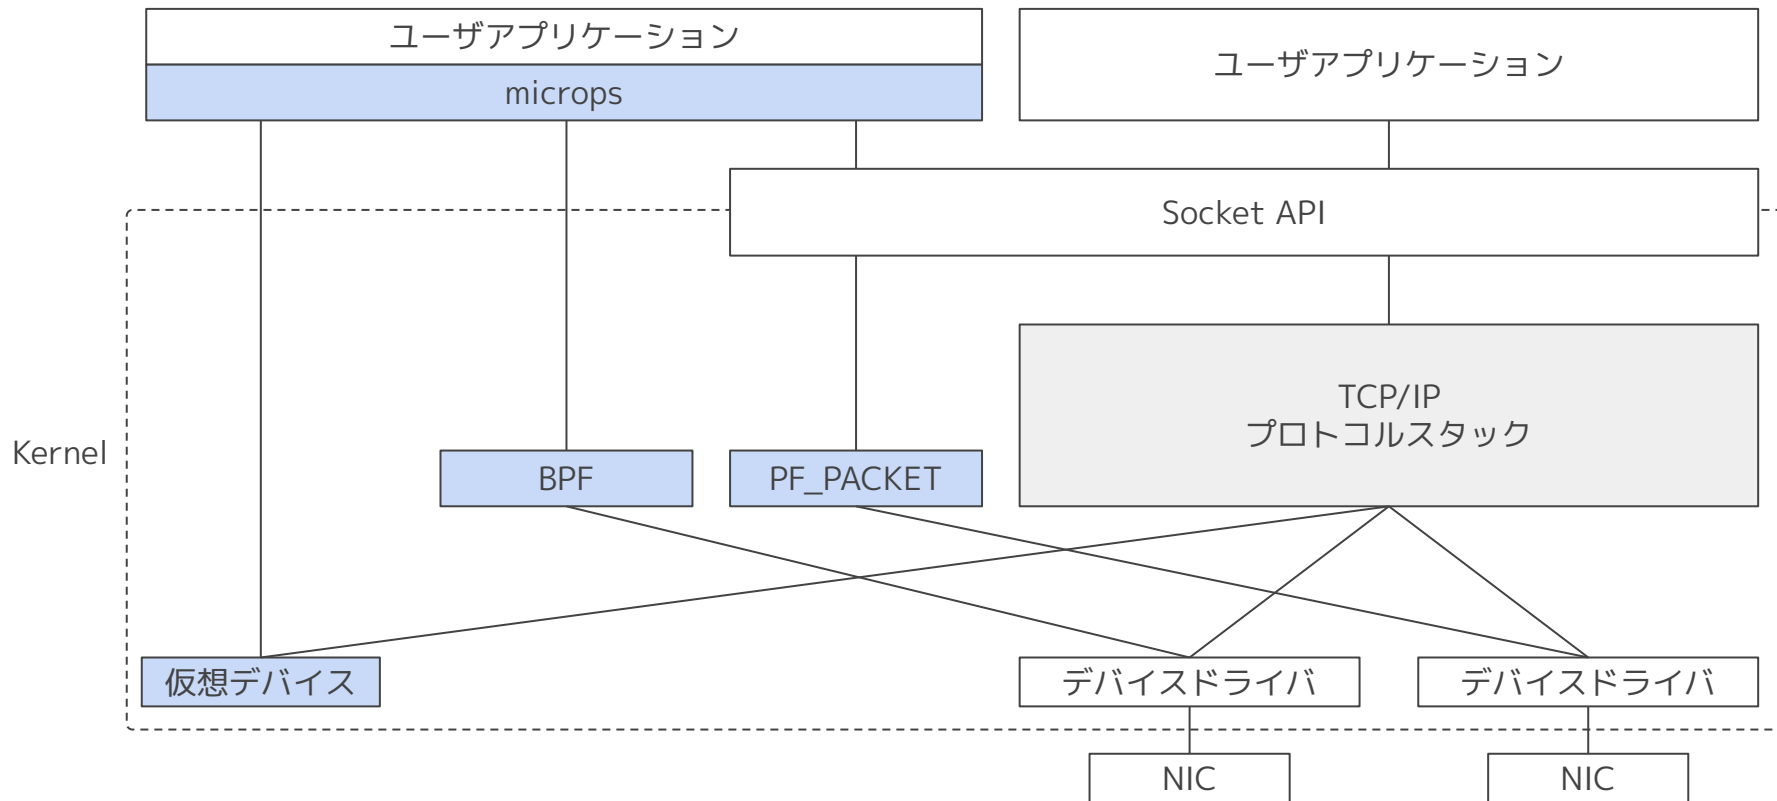 ユーザアプリケーション
microps
ユーザアプリケーション
Socket API
TCP/IP
プロトコルスタック
Kernel
BPF
PF_PACKET
仮想デバイス
デバイスドライバ
デバイスドライバ
NIC
NIC